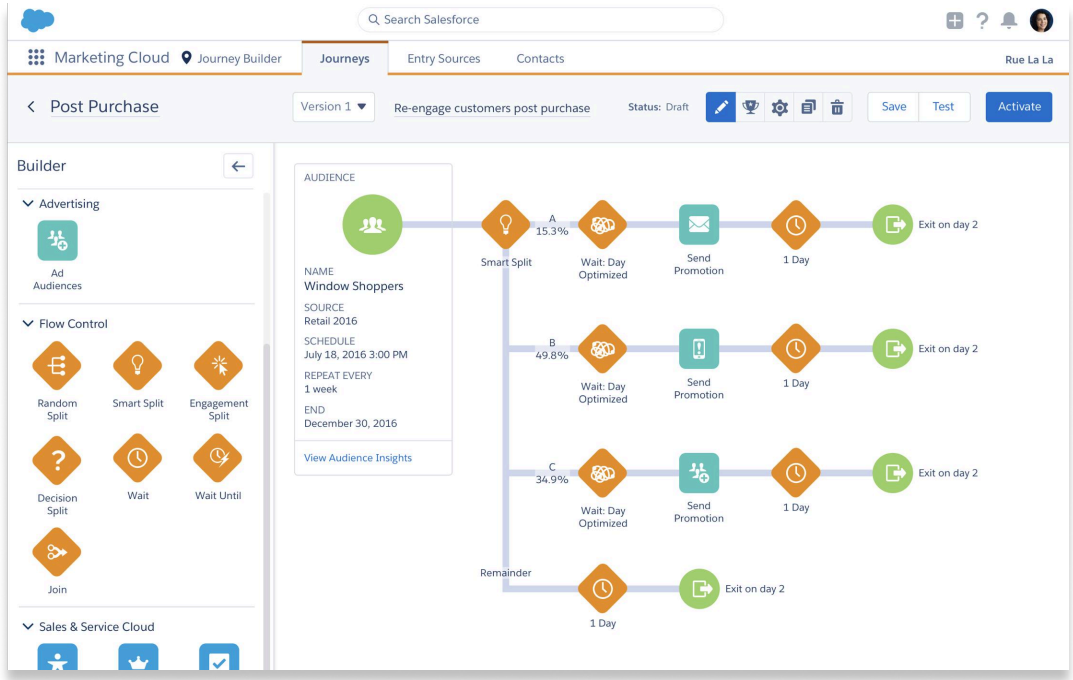 Search Salesforce
Marketing Cloud
Journey Builder
Journeys
Entry Sources
Contacts
Rue La La
Post Purchase
Version 1
Re-engage customers post purchase
Status: Draft
Save
Test
Activate
Builder
Advertising
Ad
Audiences
Flow Control
Random
Split
Smart Split
Engagement
Split
Decision
Split
Wait
Wait Until
Join
Sales & Service Cloud
AUDIENCE
NAME
Window Shoppers
SOURCE
Retail 2016
SCHEDULE
July 18, 2016 3:00 PM
REPEAT EVERY
1 week
END
December 30, 2016
View Audience Insights
Smart Split
A
15.3%
Wait: Day
Optimized
Send
Promotion
1 Day
Exit on day 2
B
49.8%
Wait: Day
Optimized
Send
Promotion
1 Day
Exit on day 2
C
34.9%
Wait: Day
Optimized
Send
Promotion
1 Day
Exit on day 2
Remainder
1 Day
Exit on day 2